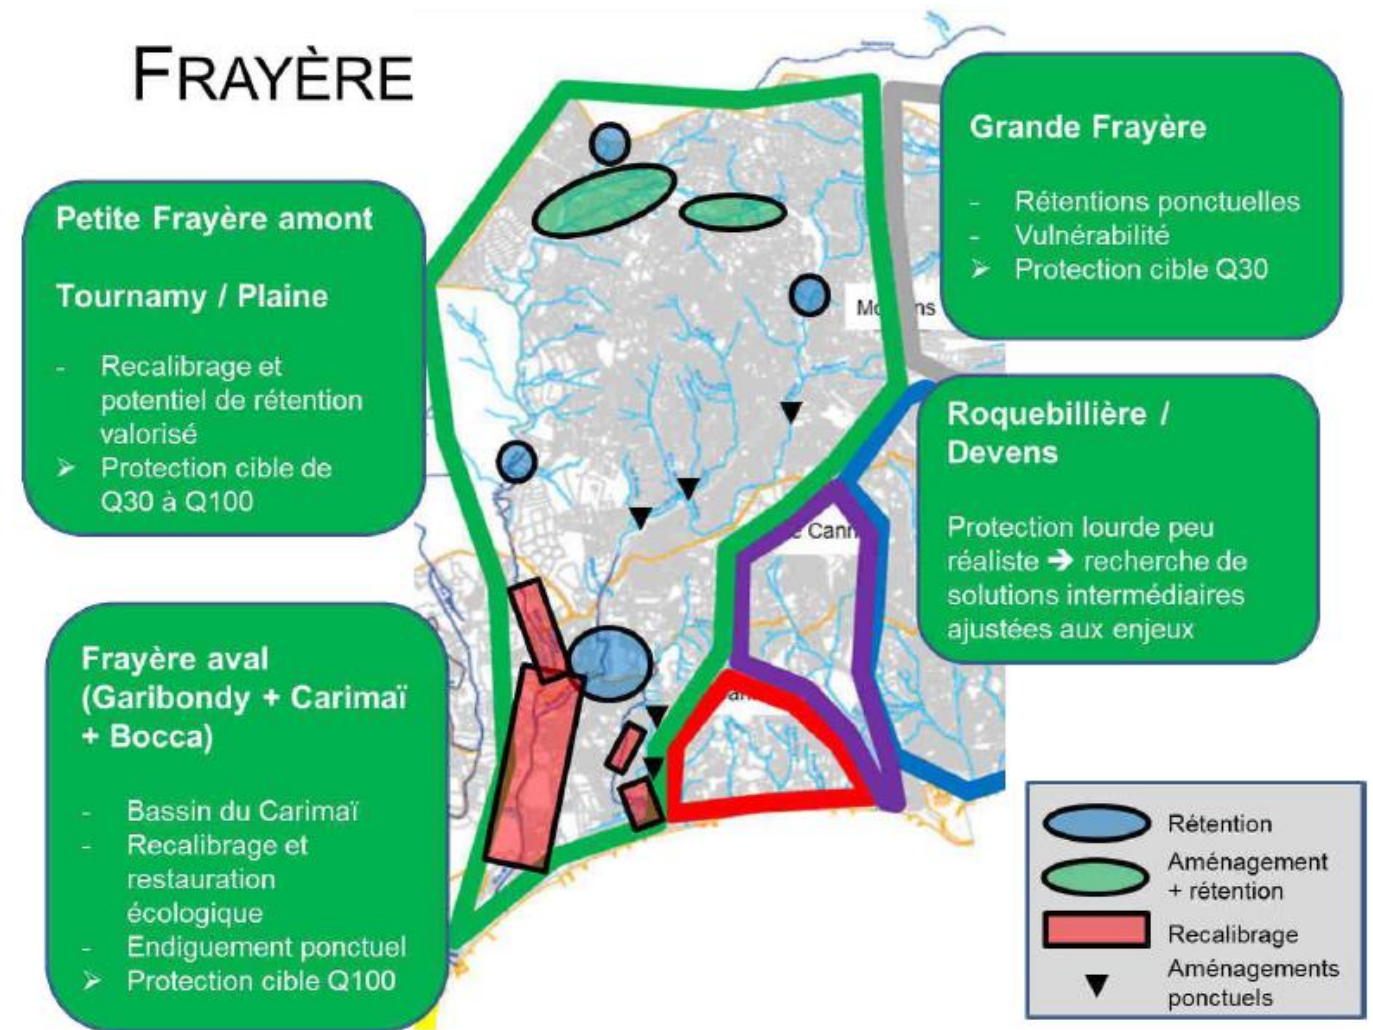 FRAYÈRE
Petite Frayère amont
Tournamy / Plaine
- Recalibrage et
potentiel de rétention
valorisé
➢ Protection cible de
Q30 à Q100
Frayère aval
(Garibondy + Carimaï
+ Bocca)
- Bassin du Carimaï
- Recalibrage et
restauration
écologique
- Endiguement ponctuel
➢ Protection cible Q100
Grande Frayère
- Rétentions ponctuelles
- Vulnérabilité
➢ Protection cible Q30
Roquebillière /
Devens
Protection lourde peu
réaliste ➔ recherche de
solutions intermédiaires
ajustées aux enjeux
Rétention
Aménagement
+ rétention
Recalibrage
Aménagements
ponctuels